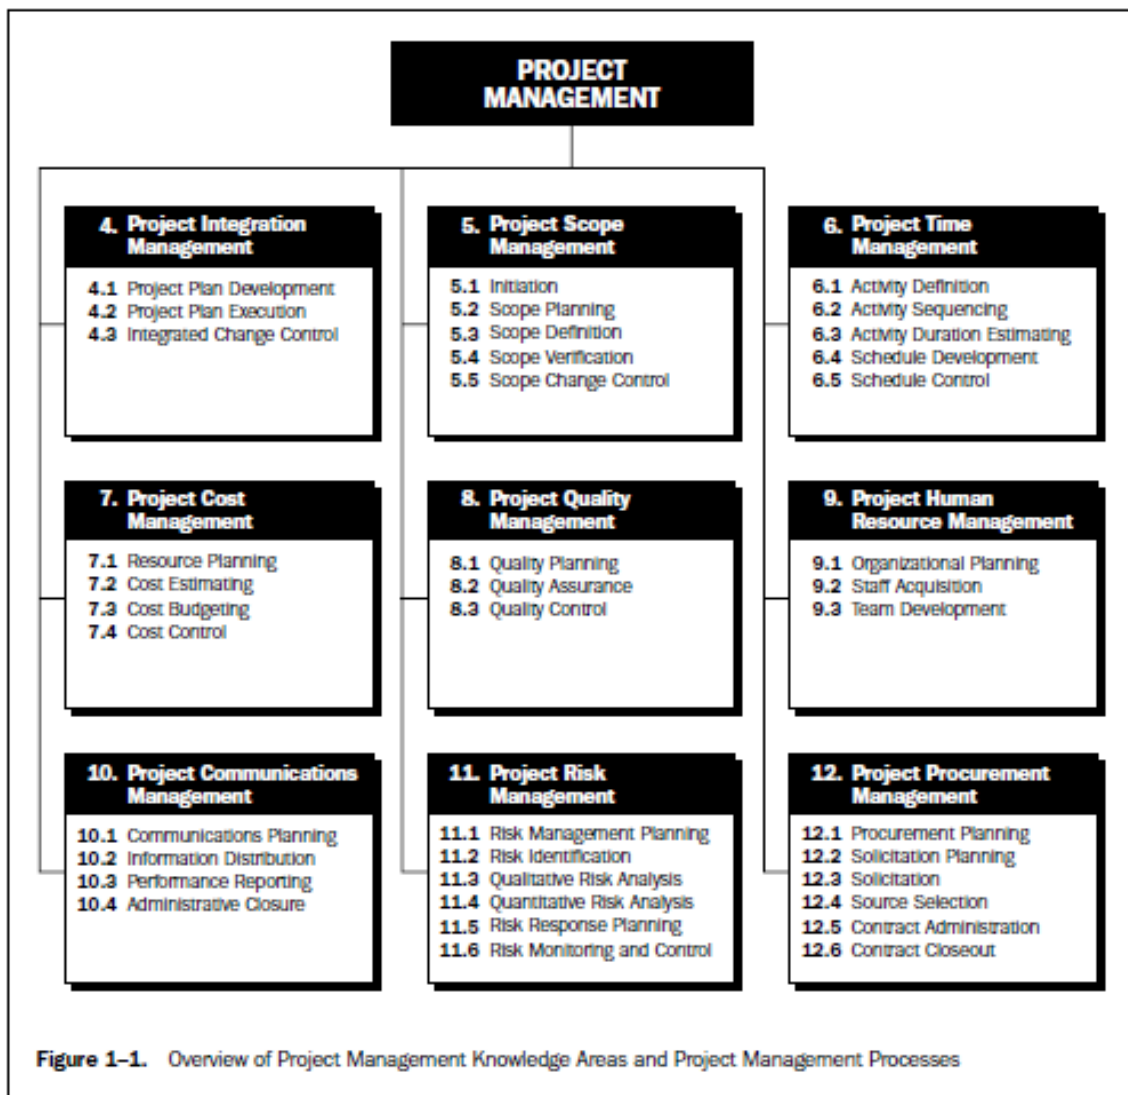 PROJECT
MANAGEMENT
4. Project Integration
Management
4.1 Project Plan Development
4.2 Project Plan Execution
4.3 Integrated Change Control
5. Project Scope
Management
5.1 Initiation
5.2 Scope Planning
5.3 Scope Definition
5.4 Scope Verification
5.5 Scope Change Control
6. Project Time
Management
6.1 Activity Definition
6.2 Activity Sequencing
6.3 Activity Duration Estimating
6.4 Schedule Development
6.5 Schedule Control
7. Project Cost
Management
7.1 Resource Planning
7.2 Cost Estimating
7.3 Cost Budgeting
7.4 Cost Control
8. Project Quality
Management
8.1 Quality Planning
8.2 Quality Assurance
8.3 Quality Control
9. Project Human
Resource Management
9.1 Organizational Planning
9.2 Staff Acquisition
9.3 Team Development
10. Project Communications
Management
10.1 Communications Planning
10.2 Information Distribution
10.3 Performance Reporting
10.4 Administrative Closure
11. Project Risk
Management
11.1 Risk Management Planning
11.2 Risk Identification
11.3 Qualitative Risk Analysis
11.4 Quantitative Risk Analysis
11.5 Risk Response Planning
11.6 Risk Monitoring and Control
12. Project Procurement
Management
12.1 Procurement Planning
12.2 Solicitation Planning
12.3 Solicitation
12.4 Source Selection
12.5 Contract Administration
12.6 Contract Closeout
Figure 1–1. Overview of Project Management Knowledge Areas and Project Management Processes